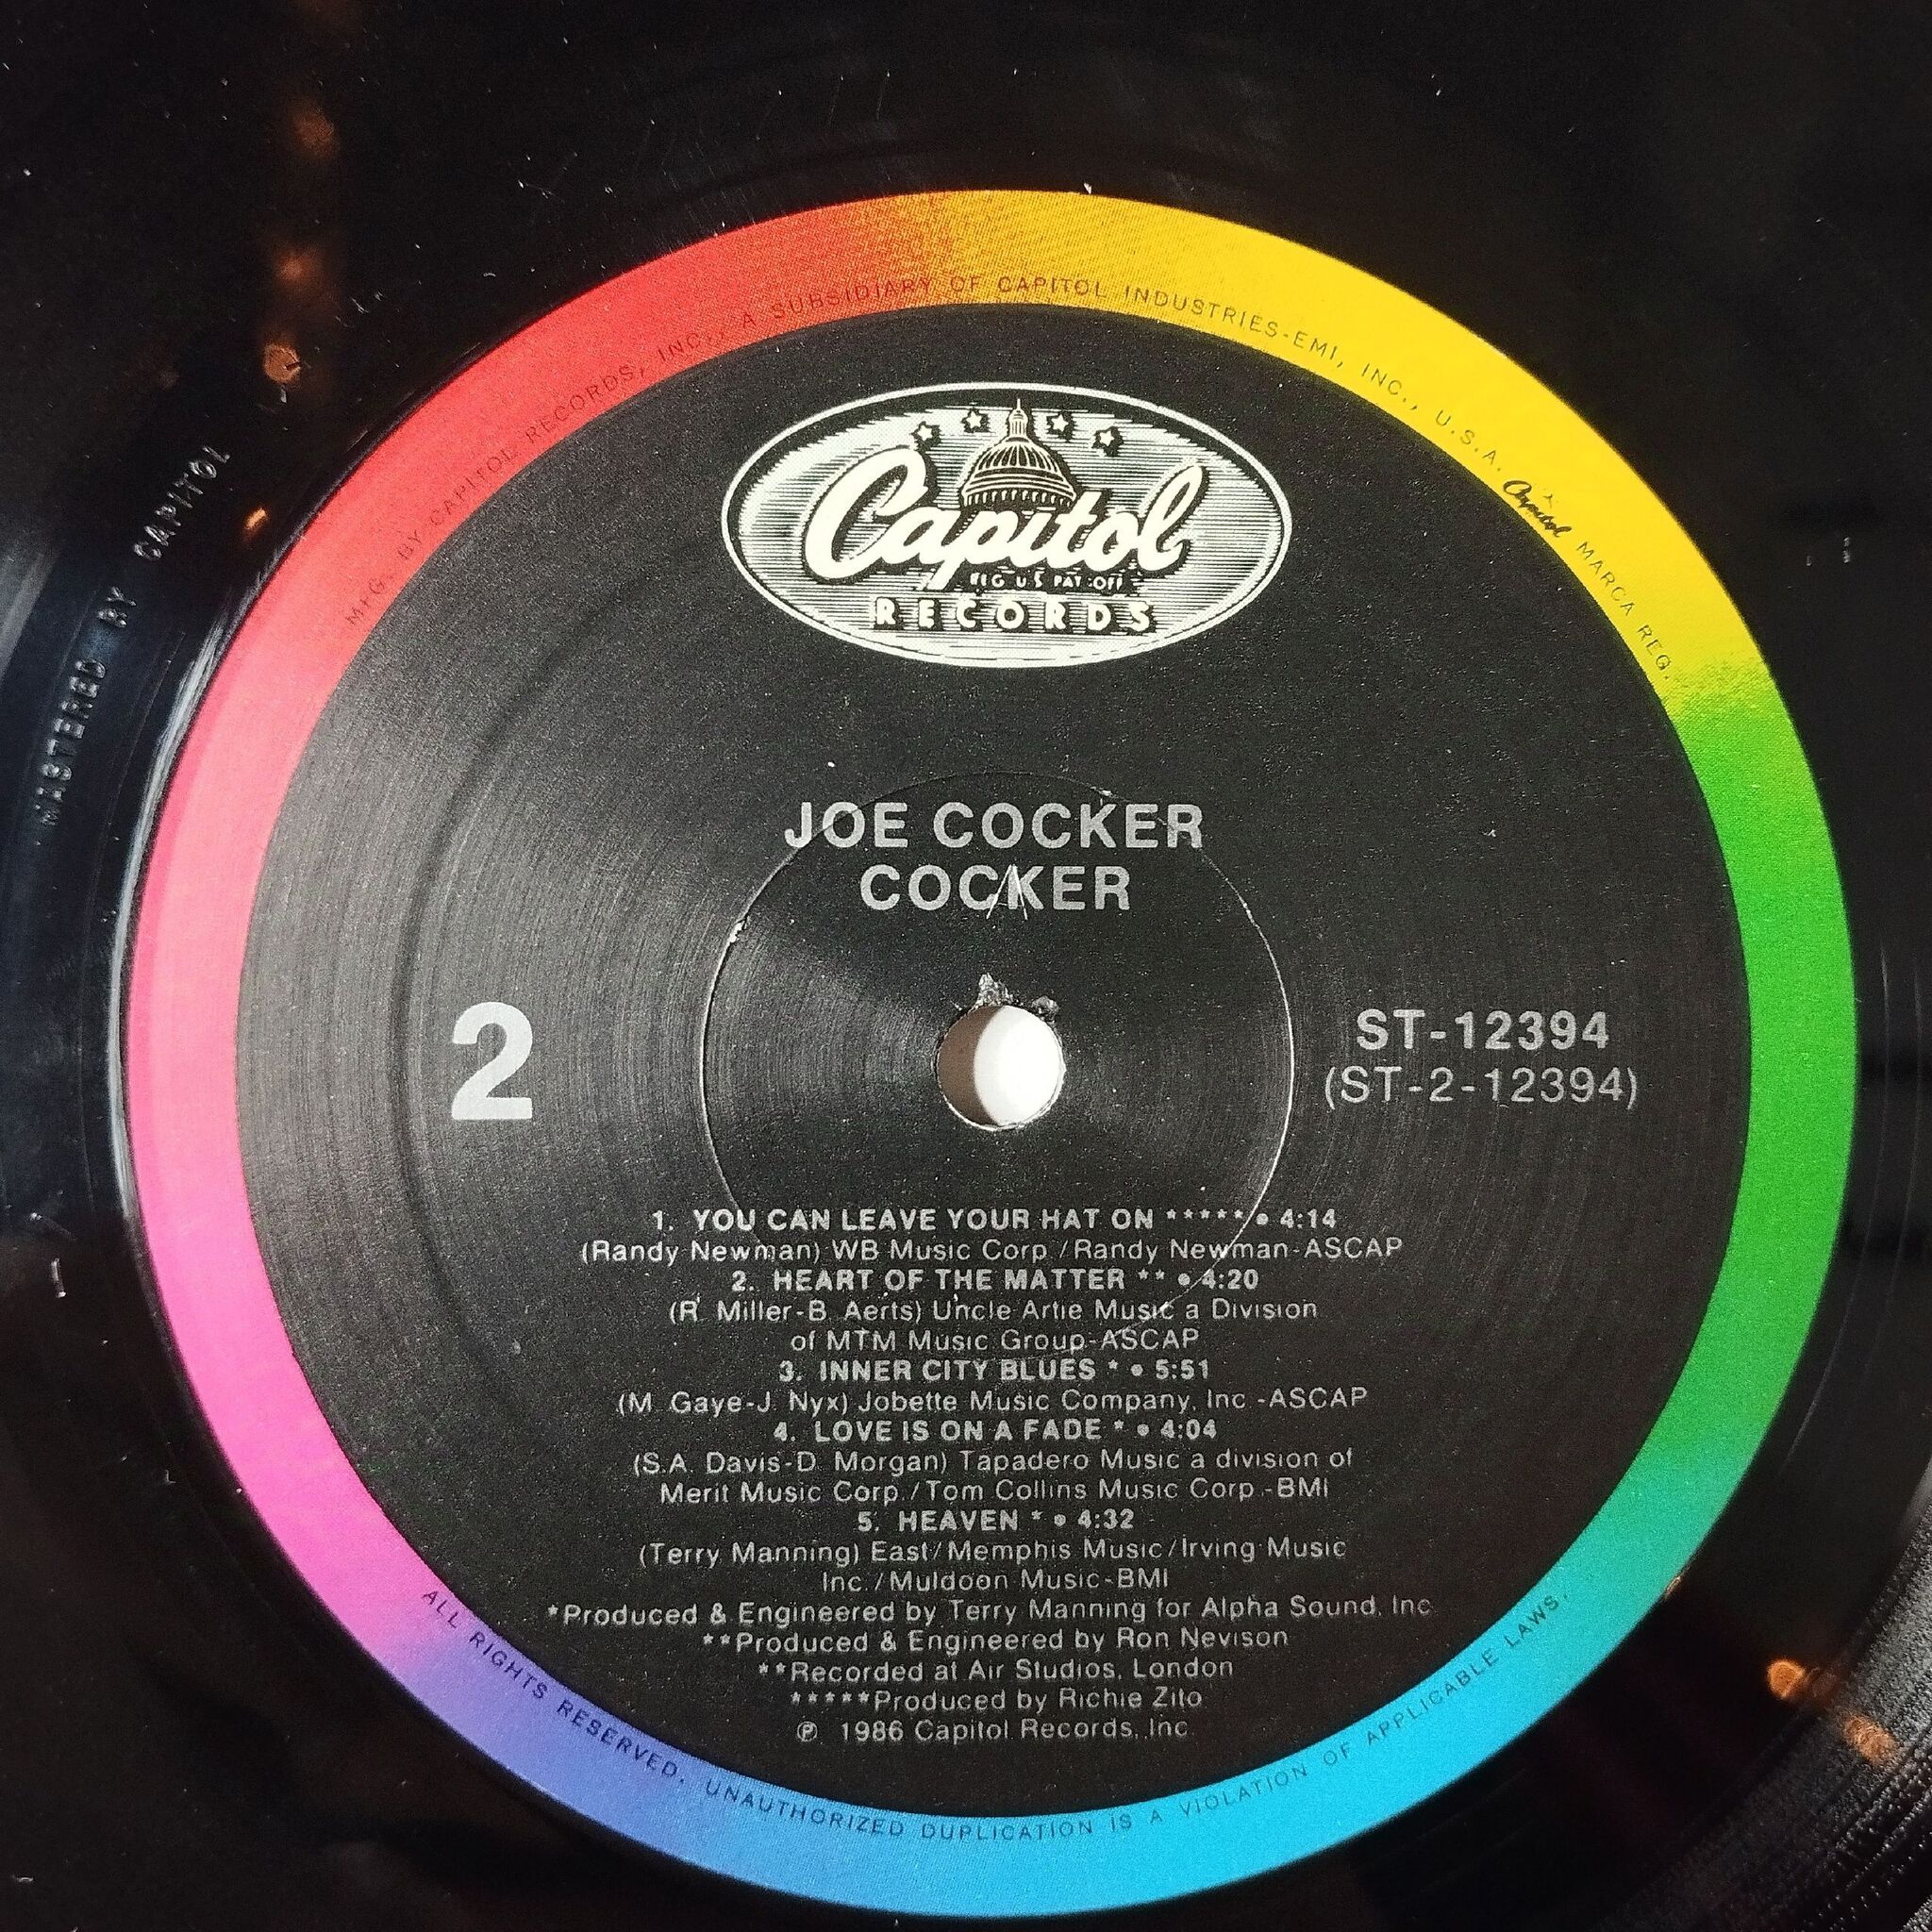 MASTERED BY CAPITOL
MFG. BY CAPITOL RECORDS, INC., A SUBSIDIARY OF CAPITOL INDUSTRIES-EMI, INC., U.S.A. Capitol MARCA REG.
Capitol
REG. U.S. PAT. OFF.
RECORDS
JOE COCKER
COCKER
2
ST-12394
(ST-2-12394)
1. YOU CAN LEAVE YOUR HAT ON ***** • 4:14
(Randy Newman) WB Music Corp./Randy Newman-ASCAP
2. HEART OF THE MATTER ** • 4:20
(R. Miller-B. Aerts) Uncle Artie Music a Division
of MTM Music Group-ASCAP
3. INNER CITY BLUES * • 5:51
(M. Gaye-J. Nyx) Jobette Music Company, Inc.-ASCAP
4. LOVE IS ON A FADE * • 4:04
(S.A. Davis-D. Morgan) Tapadero Music a division of
Merit Music Corp./Tom Collins Music Corp.-BMI
5. HEAVEN * • 4:32
(Terry Manning) East/Memphis Music/Irving Music
Inc./Muldoon Music-BMI
*Produced & Engineered by Terry Manning for Alpha Sound, Inc.
**Produced & Engineered by Ron Nevison
**Recorded at Air Studios, London
*****Produced by Richie Zito
℗ 1986 Capitol Records, Inc.
ALL RIGHTS RESERVED. UNAUTHORIZED DUPLICATION IS A VIOLATION OF APPLICABLE LAWS.